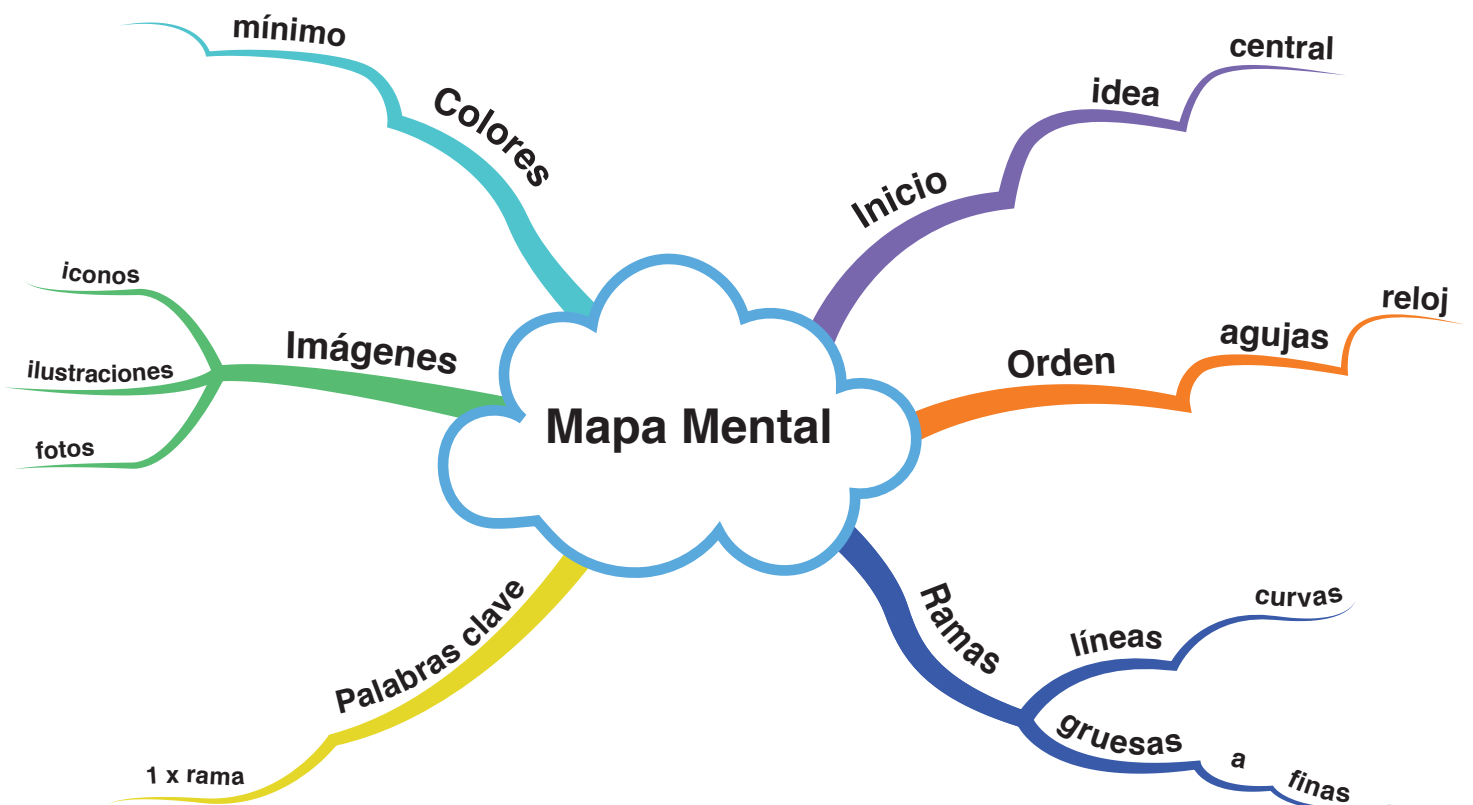 Mapa Mental
Inicio
idea
central
Orden
agujas
reloj
Ramas
líneas
curvas
gruesas
a
finas
Palabras clave
1 x rama
Imágenes
iconos
ilustraciones
fotos
Colores
mínimo